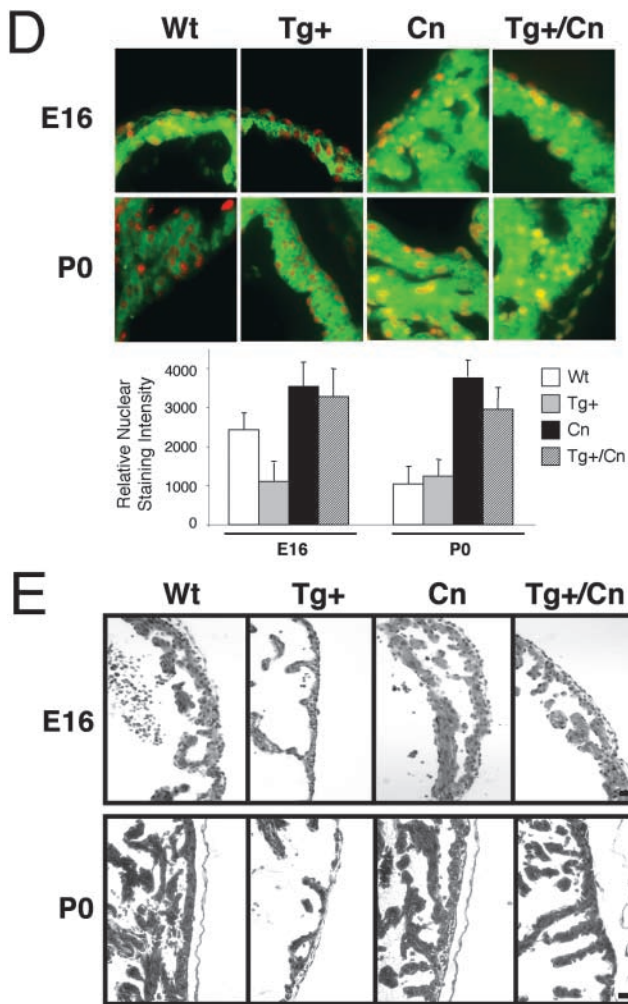 D
Wt Tg+ Cn Tg+/Cn
E16
P0
Relative Nuclear
Staining Intensity
4000
3000
2000
1000
0
Wt
Tg+
Cn
Tg+/Cn
E16 P0
E
Wt Tg+ Cn Tg+/Cn
E16
P0